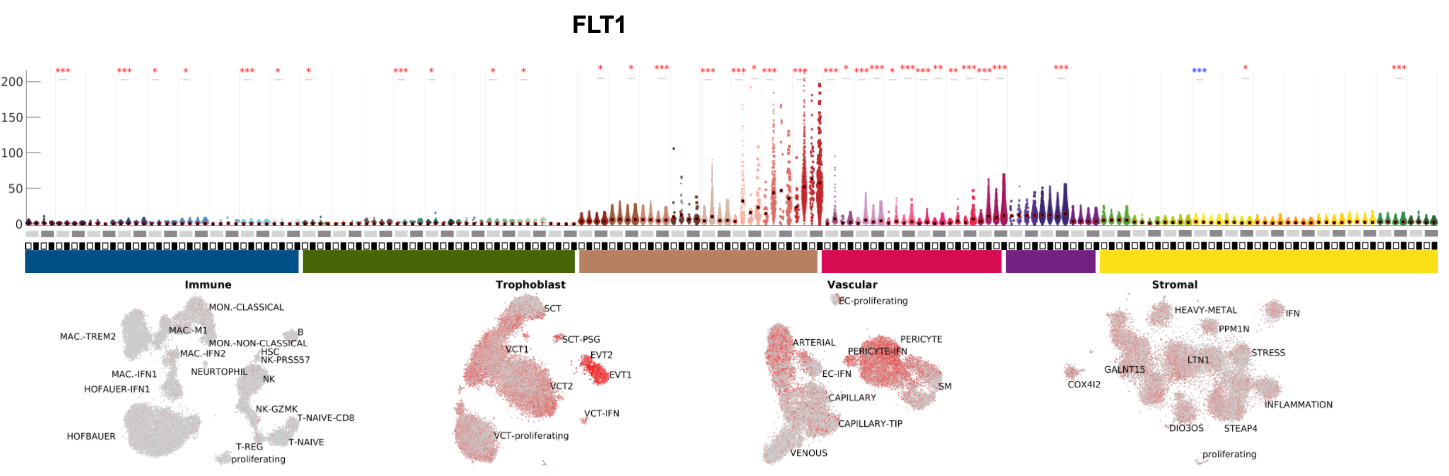 FLT1
*** *** * * *** * * *** * * * * * *** *** *** * *** *** *** * *** *** * *** *** ** ** *** *** *** *** *** * ***
200
150
100
50
0
Immune
Trophoblast
Vascular
Stromal
MON.-CLASSICAL
MAC.-TREM2
MAC.-M1
MON.-NON-CLASSICAL
B
MAC.-IFN2
HSC
NK-PRSS57
NEURTOPHIL
MAC.-IFN1
NK
HOFAUER-IFN1
NK-GZMK
T-NAIVE-CD8
HOFBAUER
T-REG
T-NAIVE
proliferating
SCT
SCT-PSG
VCT1
EVT2
EVT1
VCT2
VCT-IFN
VCT-proliferating
EC-proliferating
ARTERIAL
PERICYTE
PERICYTE-IFN
EC-IFN
SM
CAPILLARY
CAPILLARY-TIP
VENOUS
HEAVY-METAL
IFN
PPM1N
STRESS
LTN1
GALNT15
COX4I2
INFLAMMATION
DIO3OS
STEAP4
proliferating